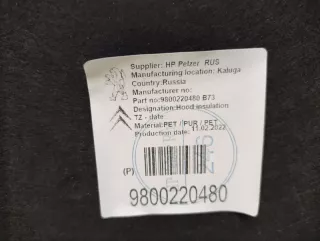 Supplier: HP Pelzer RUS
Manufacturing location: Kaluga
Country:Russia
Manufacturer no:
Part no:9800220480 B73
Designation:Hood insulation
TZ - date
Material:PET / PUR / PET
Production date: 11.02.2022
(P)
9800220480